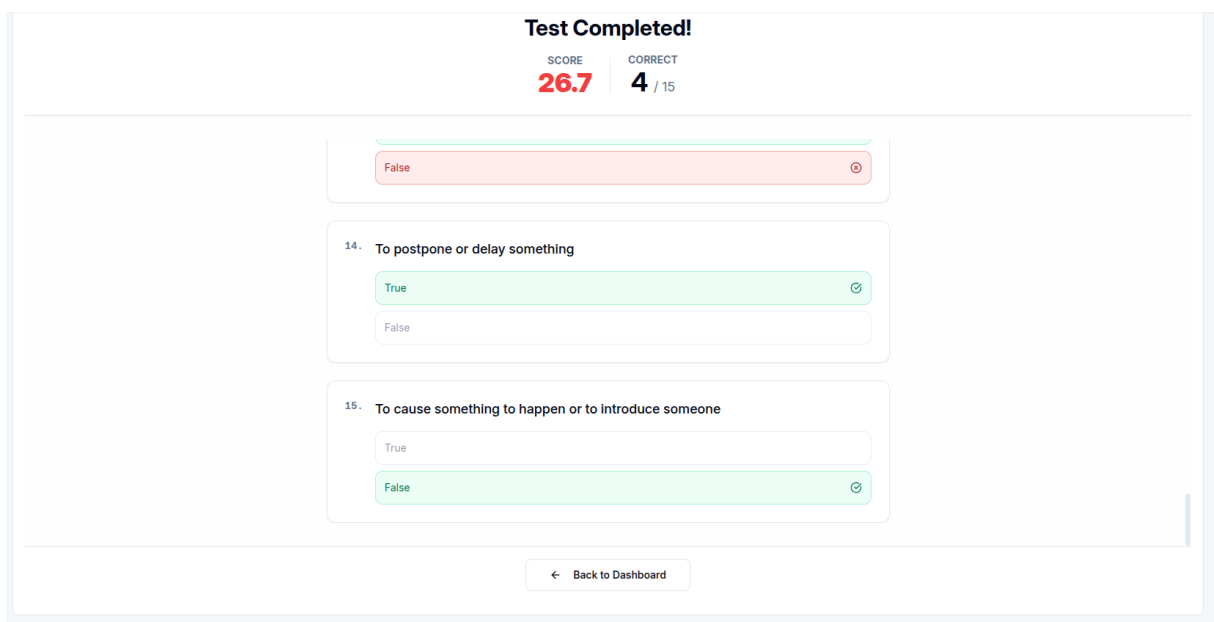 Test Completed!
SCORE CORRECT
26.7 4 / 15
False
14. To postpone or delay something
True
False
15. To cause something to happen or to introduce someone
True
False
← Back to Dashboard